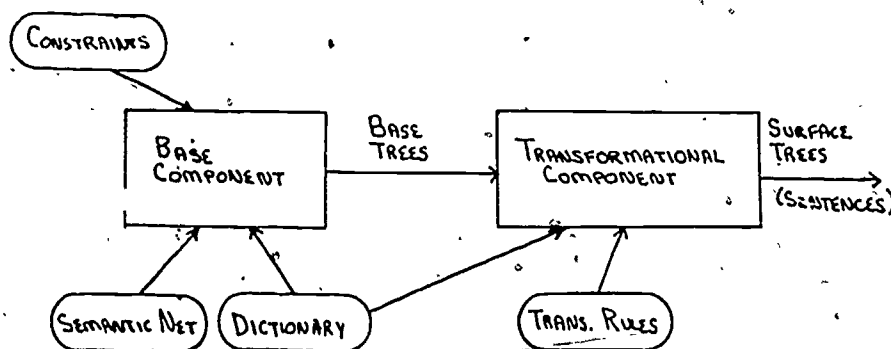 CONSTRAINTS
BASE
COMPONENT
BASE
TREES
TRANSFORMATIONAL
COMPONENT
SURFACE
TREES
(SENTENCES)
SEMANTIC NET
DICTIONARY
TRANS. RULES